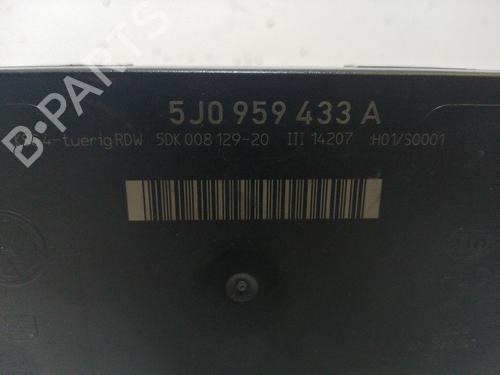 B-PARTS
5J0 959 433 A
4-tuerig RDW 5DK 008 129-20 III 14207 H01/S0001